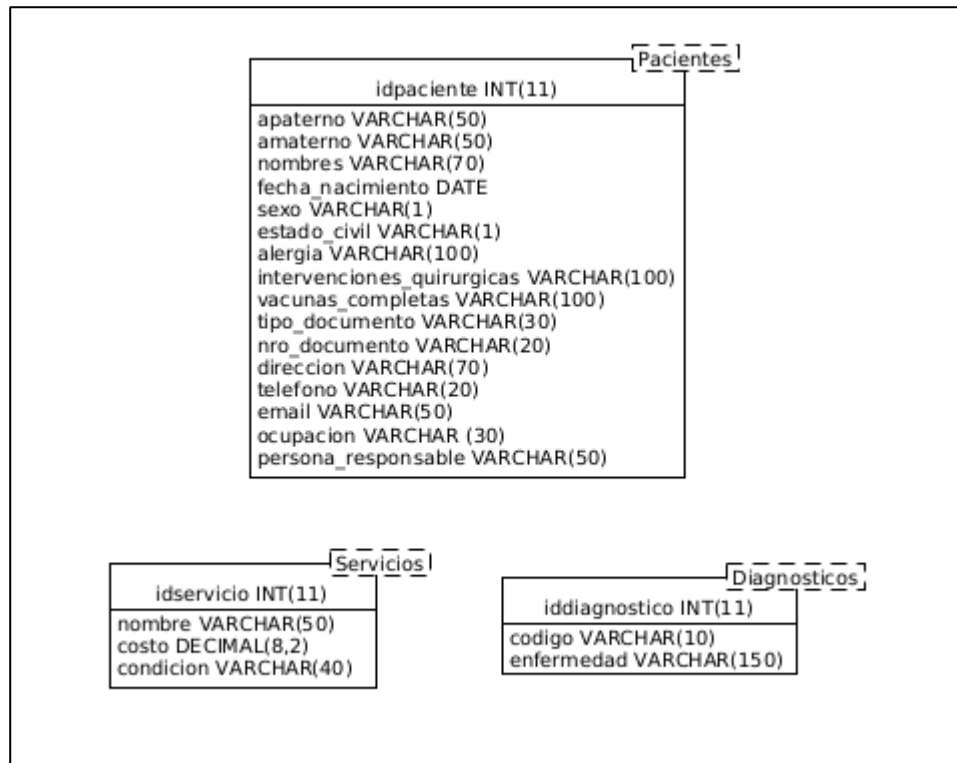 Pacientes
idpaciente INT(11)
apaterno VARCHAR(50)
amaterno VARCHAR(50)
nombres VARCHAR(70)
fecha_nacimiento DATE
sexo VARCHAR(1)
estado_civil VARCHAR(1)
alergia VARCHAR(100)
intervenciones_quirurgicas VARCHAR(100)
vacunas_completas VARCHAR(100)
tipo_documento VARCHAR(30)
nro_documento VARCHAR(20)
direccion VARCHAR(70)
telefono VARCHAR(20)
email VARCHAR(50)
ocupacion VARCHAR (30)
persona_responsable VARCHAR(50)
Servicios
idservicio INT(11)
nombre VARCHAR(50)
costo DECIMAL(8,2)
condicion VARCHAR(40)
Diagnosticos
iddiagnostico INT(11)
codigo VARCHAR(10)
enfermedad VARCHAR(150)